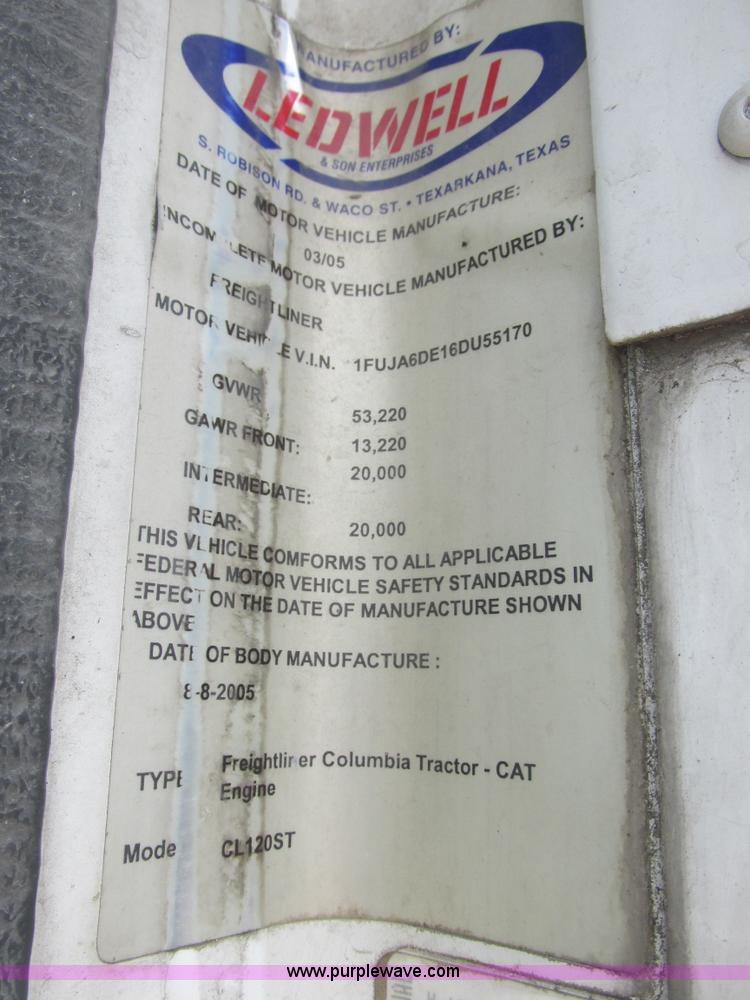 MANUFACTURED BY:
LEDWELL
& SON ENTERPRISES
S. ROBISON RD. & WACO ST. • TEXARKANA, TEXAS
DATE OF MOTOR VEHICLE MANUFACTURE:
03/05
INCOMPLETE MOTOR VEHICLE MANUFACTURED BY:
FREIGHTLINER
MOTOR VEHICLE V.I.N. 1FUJA6DE16DU55170
GVWR 53,220
GAWR FRONT: 13,220
INTERMEDIATE: 20,000
REAR: 20,000
THIS VEHICLE COMFORMS TO ALL APPLICABLE
FEDERAL MOTOR VEHICLE SAFETY STANDARDS IN
EFFECT ON THE DATE OF MANUFACTURE SHOWN
ABOVE
DATE OF BODY MANUFACTURE :
8-8-2005
TYPE Freightliner Columbia Tractor - CAT
Engine
Mode CL120ST
www.purplewave.com